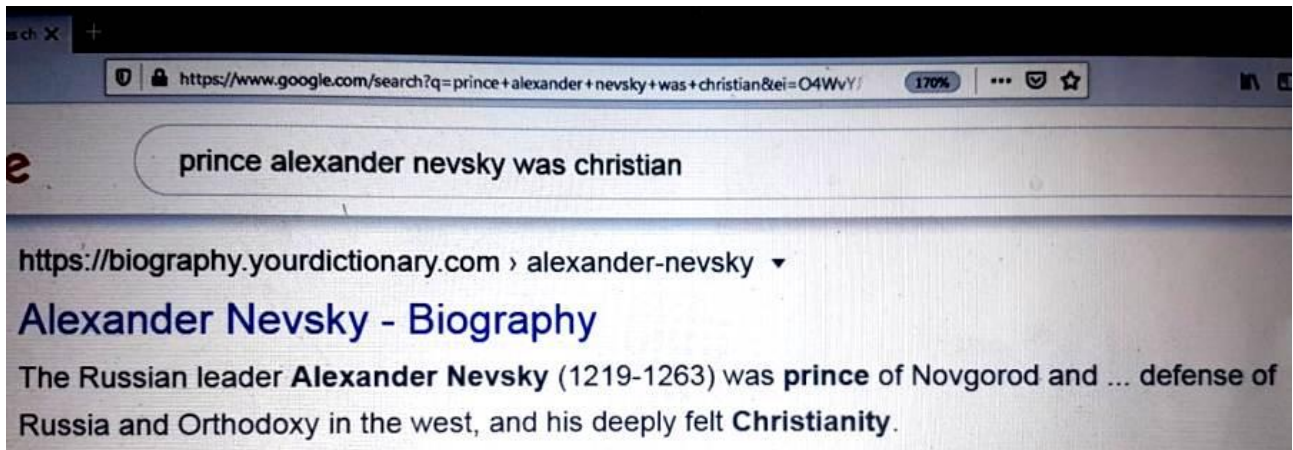 https://www.google.com/search?q=prince+alexander+nevsky+was+christian&ei=O4WvY/ 170%
prince alexander nevsky was christian
https://biography.yourdictionary.com › alexander-nevsky
Alexander Nevsky - Biography
The Russian leader Alexander Nevsky (1219-1263) was prince of Novgorod and ... defense of
Russia and Orthodoxy in the west, and his deeply felt Christianity.